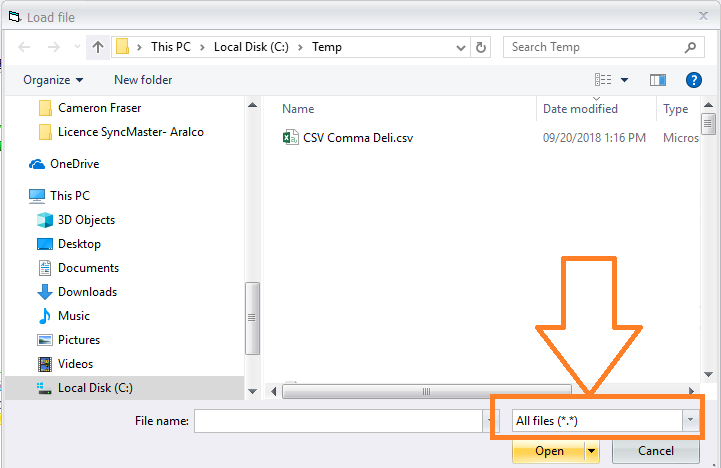 Load file
This PC > Local Disk (C:) > Temp
Search Temp
Organize
New folder
?
Name
Date modified
Type
Cameron Fraser
Licence SyncMaster- Aralco
OneDrive
This PC
3D Objects
Desktop
Documents
Downloads
Music
Pictures
Videos
Local Disk (C:)
CSV Comma Deli.csv
09/20/2018 1:16 PM
Micros
File name:
All files (*.*)
Open
Cancel